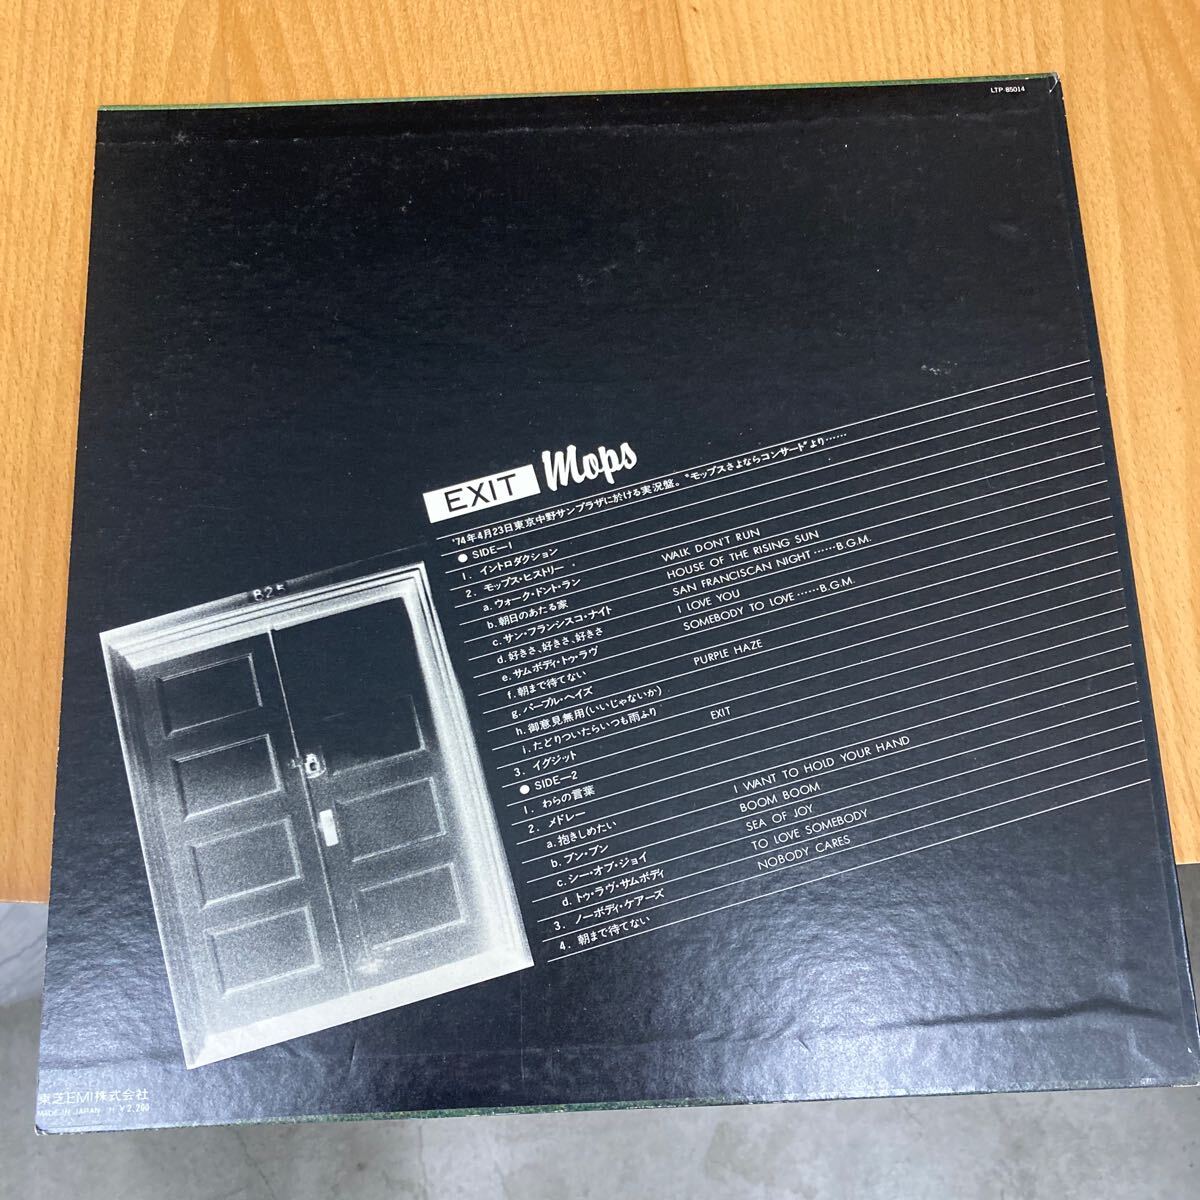 LTP-85014
EXIT Mops
'74年4月23日東京中野サンプラザに於ける実況盤。"モップスさよならコンサート"より……
● SIDE—1
1. イントロダクション
2. モップス・ヒストリー
a. ウォーク・ドント・ラン WALK DON'T RUN
b. 朝日のあたる家 HOUSE OF THE RISING SUN
c. サン・フランシスコ・ナイト SAN FRANCISCAN NIGHT……B.G.M.
d. 好きさ、好きさ、好きさ I LOVE YOU
e. サムボディ・トゥ・ラヴ SOMEBODY TO LOVE……B.G.M.
f. 朝まで待てない
g. パープル・ヘイズ PURPLE HAZE
h. 御意見無用(いいじゃないか)
i. たどりついたらいつも雨ふり
3. イグジット EXIT
● SIDE—2
1. わらの言葉
2. メドレー
a. 抱きしめたい I WANT TO HOLD YOUR HAND
b. ブン・ブン BOOM BOOM
c. シー・オブ・ジョイ SEA OF JOY
d. トゥ・ラヴ・サムボディ TO LOVE SOMEBODY
3. ノーボディ・ケアーズ NOBODY CARES
4. 朝まで待てない
東芝EMI株式会社
MADE IN JAPAN H ¥2,200